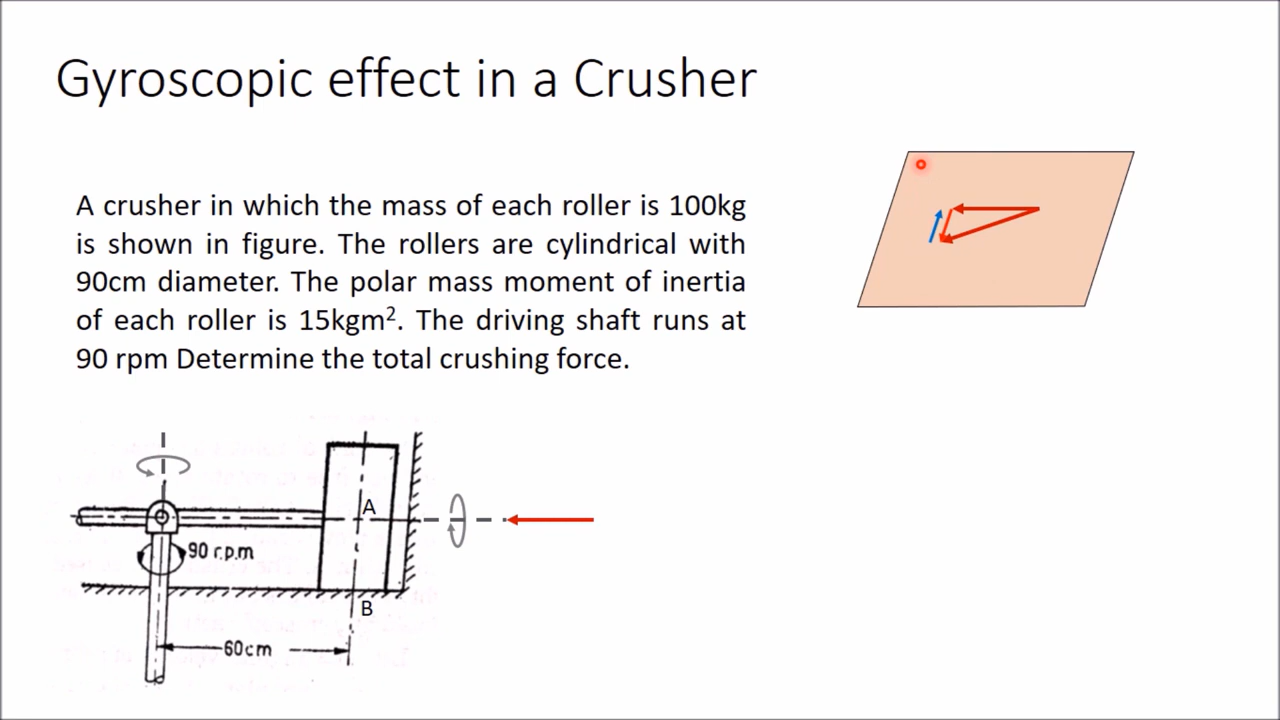 Gyroscopic effect in a Crusher
A crusher in which the mass of each roller is 100kg
is shown in figure. The rollers are cylindrical with
90cm diameter. The polar mass moment of inertia
of each roller is 15kgm². The driving shaft runs at
90 rpm Determine the total crushing force.
A
90 r.p.m
B
60cm